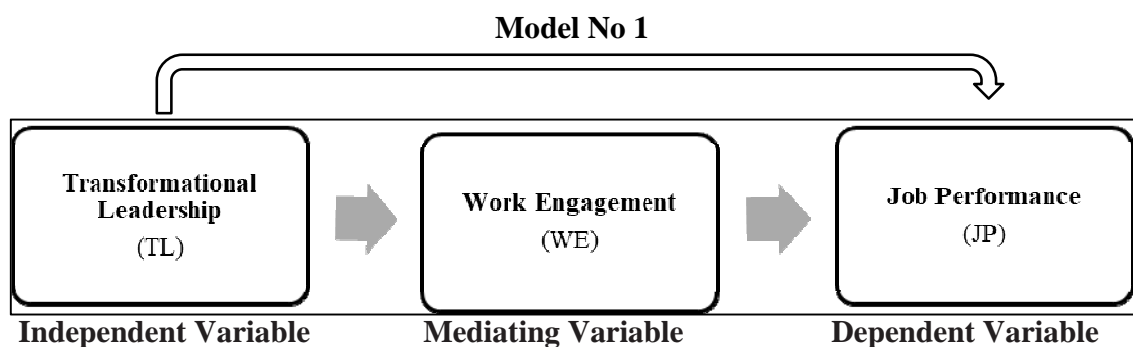 Model No 1
Transformational
Leadership
(TL)
Work Engagement
(WE)
Job Performance
(JP)
Independent Variable
Mediating Variable
Dependent Variable